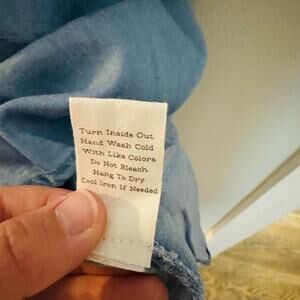 Turn Inside Out
Hand Wash Cold
With Like Colors
Do Not Bleach
Hang To Dry
Cool Iron If Needed